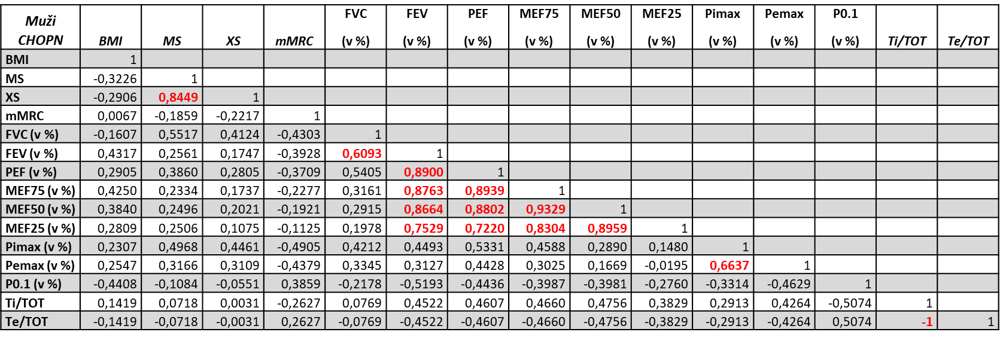 Muži CHOPN BMI MS XS mMRC FVC (v %) FEV (v %) PEF (v %) MEF75 (v %) MEF50 (v %) MEF25 (v %) Pimax (v %) Pemax (v %) P0.1 (v %) Ti/TOT Te/TOT
BMI 1
MS -0,3226 1
XS -0,2906 0,8449 1
mMRC 0,0067 -0,1859 -0,2217 1
FVC (v %) -0,1607 0,5517 0,4124 -0,4303 1
FEV (v %) 0,4317 0,2561 0,1747 -0,3928 0,6093 1
PEF (v %) 0,2905 0,3860 0,2805 -0,3709 0,5405 0,8900 1
MEF75 (v %) 0,4250 0,2334 0,1737 -0,2277 0,3161 0,8763 0,8939 1
MEF50 (v %) 0,3840 0,2496 0,2021 -0,1921 0,2915 0,8664 0,8802 0,9329 1
MEF25 (v %) 0,2809 0,2506 0,1075 -0,1125 0,1978 0,7529 0,7220 0,8304 0,8959 1
Pimax (v %) 0,2307 0,4968 0,4461 -0,4905 0,4212 0,4493 0,5331 0,4588 0,2890 0,1480 1
Pemax (v %) 0,2547 0,3166 0,3109 -0,4379 0,3345 0,3127 0,4428 0,3025 0,1669 -0,0195 0,6637 1
P0.1 (v %) -0,4408 -0,1084 -0,0551 0,3859 -0,2178 -0,5193 -0,4436 -0,3987 -0,3981 -0,2760 -0,3314 -0,4629 1
Ti/TOT 0,1419 0,0718 0,0031 -0,2627 0,0769 0,4522 0,4607 0,4660 0,4756 0,3829 0,2913 0,4264 -0,5074 1
Te/TOT -0,1419 -0,0718 -0,0031 0,2627 -0,0769 -0,4522 -0,4607 -0,4660 -0,4756 -0,3829 -0,2913 -0,4264 0,5074 -1 1